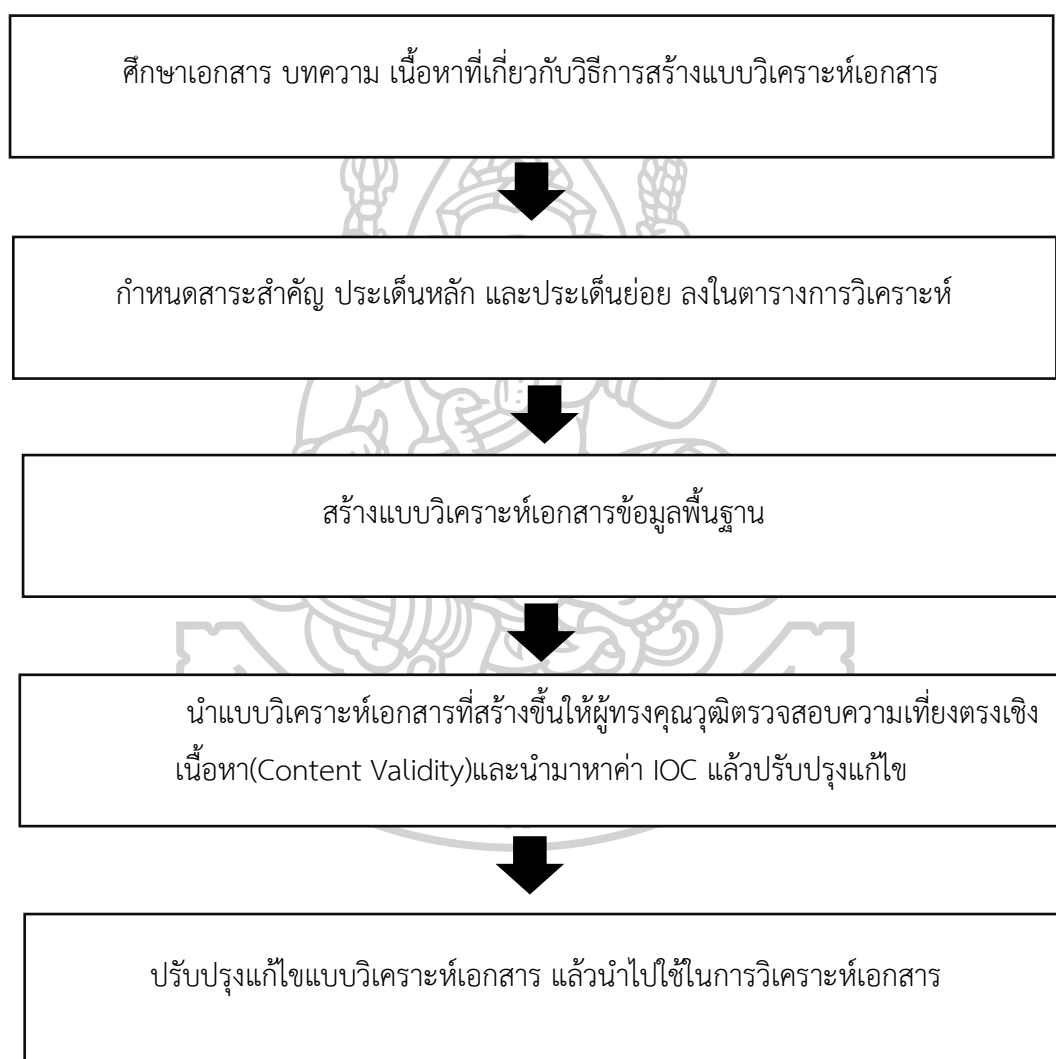 ศึกษาเอกสาร บทความ เนื้อหาที่เกี่ยวกับวิธีการสร้างแบบวิเคราะห์เอกสาร
กำหนดสาระสำคัญ ประเด็นหลัก และประเด็นย่อย ลงในตารางการวิเคราะห์
สร้างแบบวิเคราะห์เอกสารข้อมูลพื้นฐาน
นำแบบวิเคราะห์เอกสารที่สร้างขึ้นให้ผู้ทรงคุณวุฒิตรวจสอบความเที่ยงตรงเชิง
เนื้อหา(Content Validity)และนำมาหาค่า IOC แล้วปรับปรุงแก้ไข
ปรับปรุงแก้ไขแบบวิเคราะห์เอกสาร แล้วนำไปใช้ในการวิเคราะห์เอกสาร